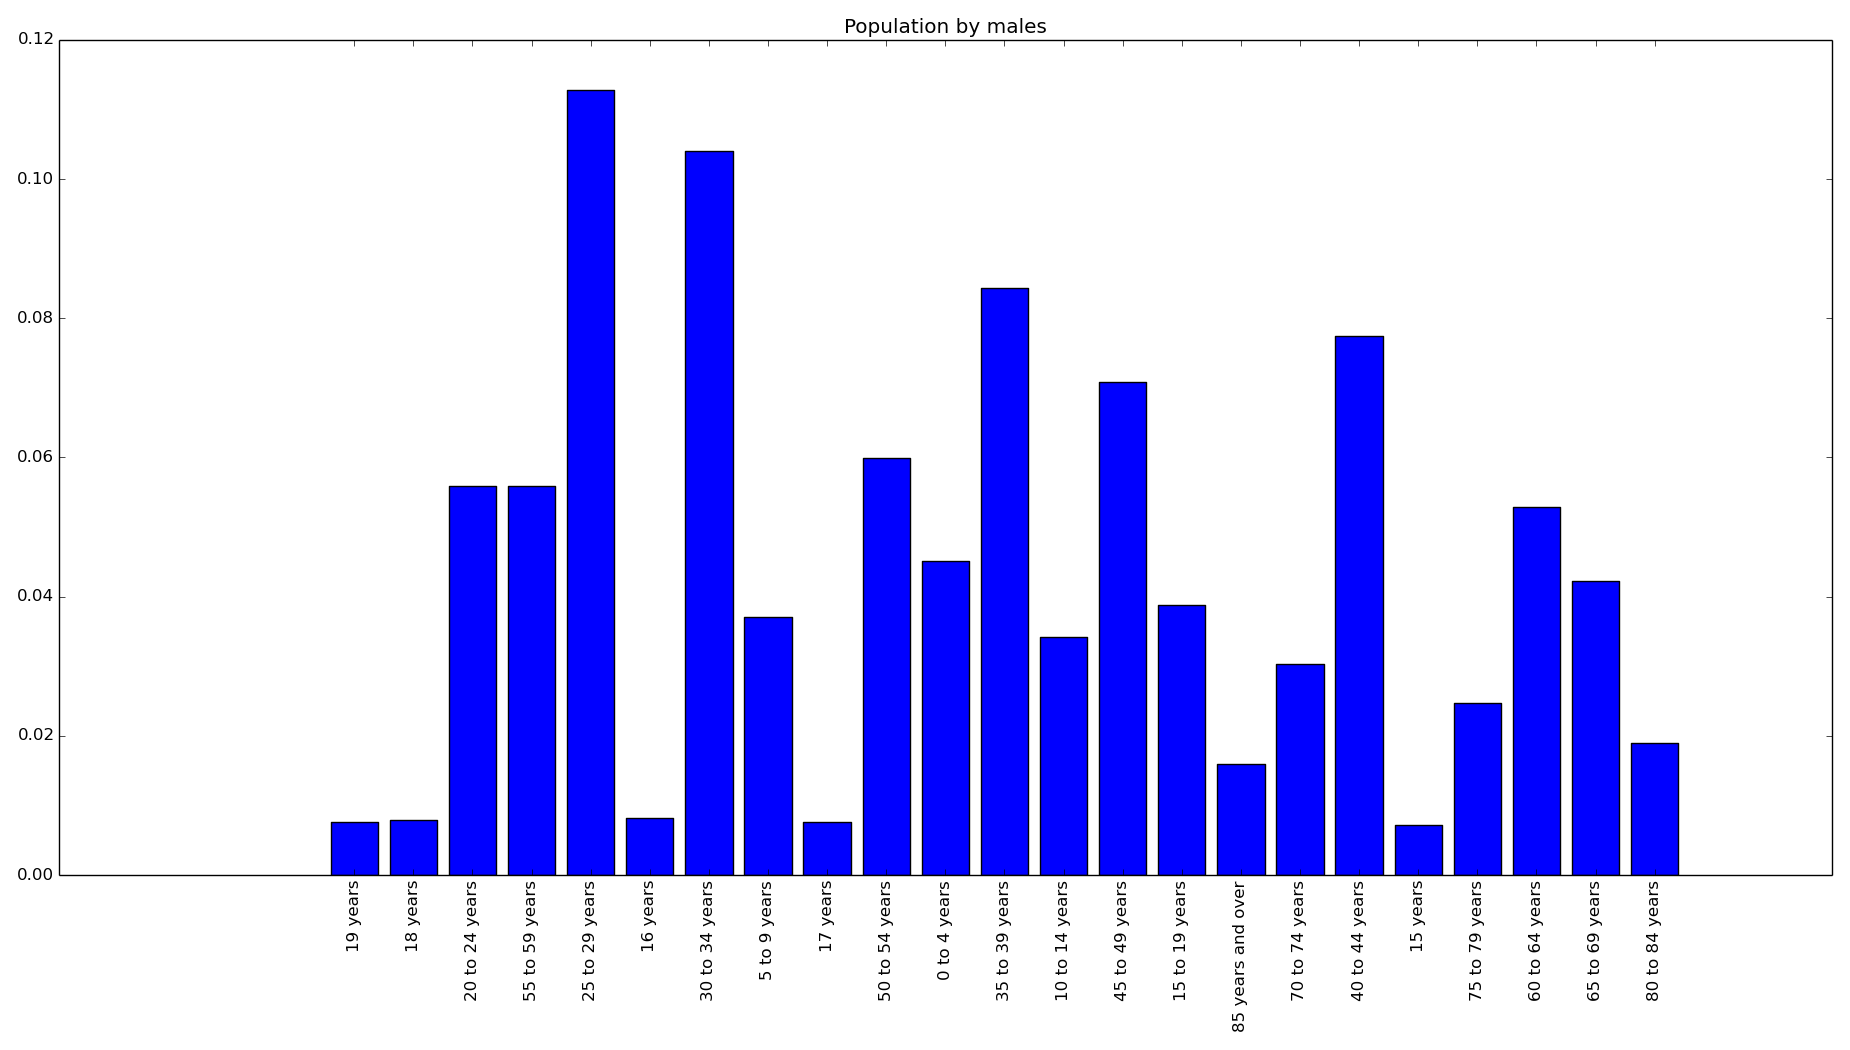 Population by males
0.12
0.10
0.08
0.06
0.04
0.02
0.00
19 years
18 years
20 to 24 years
55 to 59 years
25 to 29 years
16 years
30 to 34 years
5 to 9 years
17 years
50 to 54 years
0 to 4 years
35 to 39 years
10 to 14 years
45 to 49 years
15 to 19 years
85 years and over
70 to 74 years
40 to 44 years
15 years
75 to 79 years
60 to 64 years
65 to 69 years
80 to 84 years